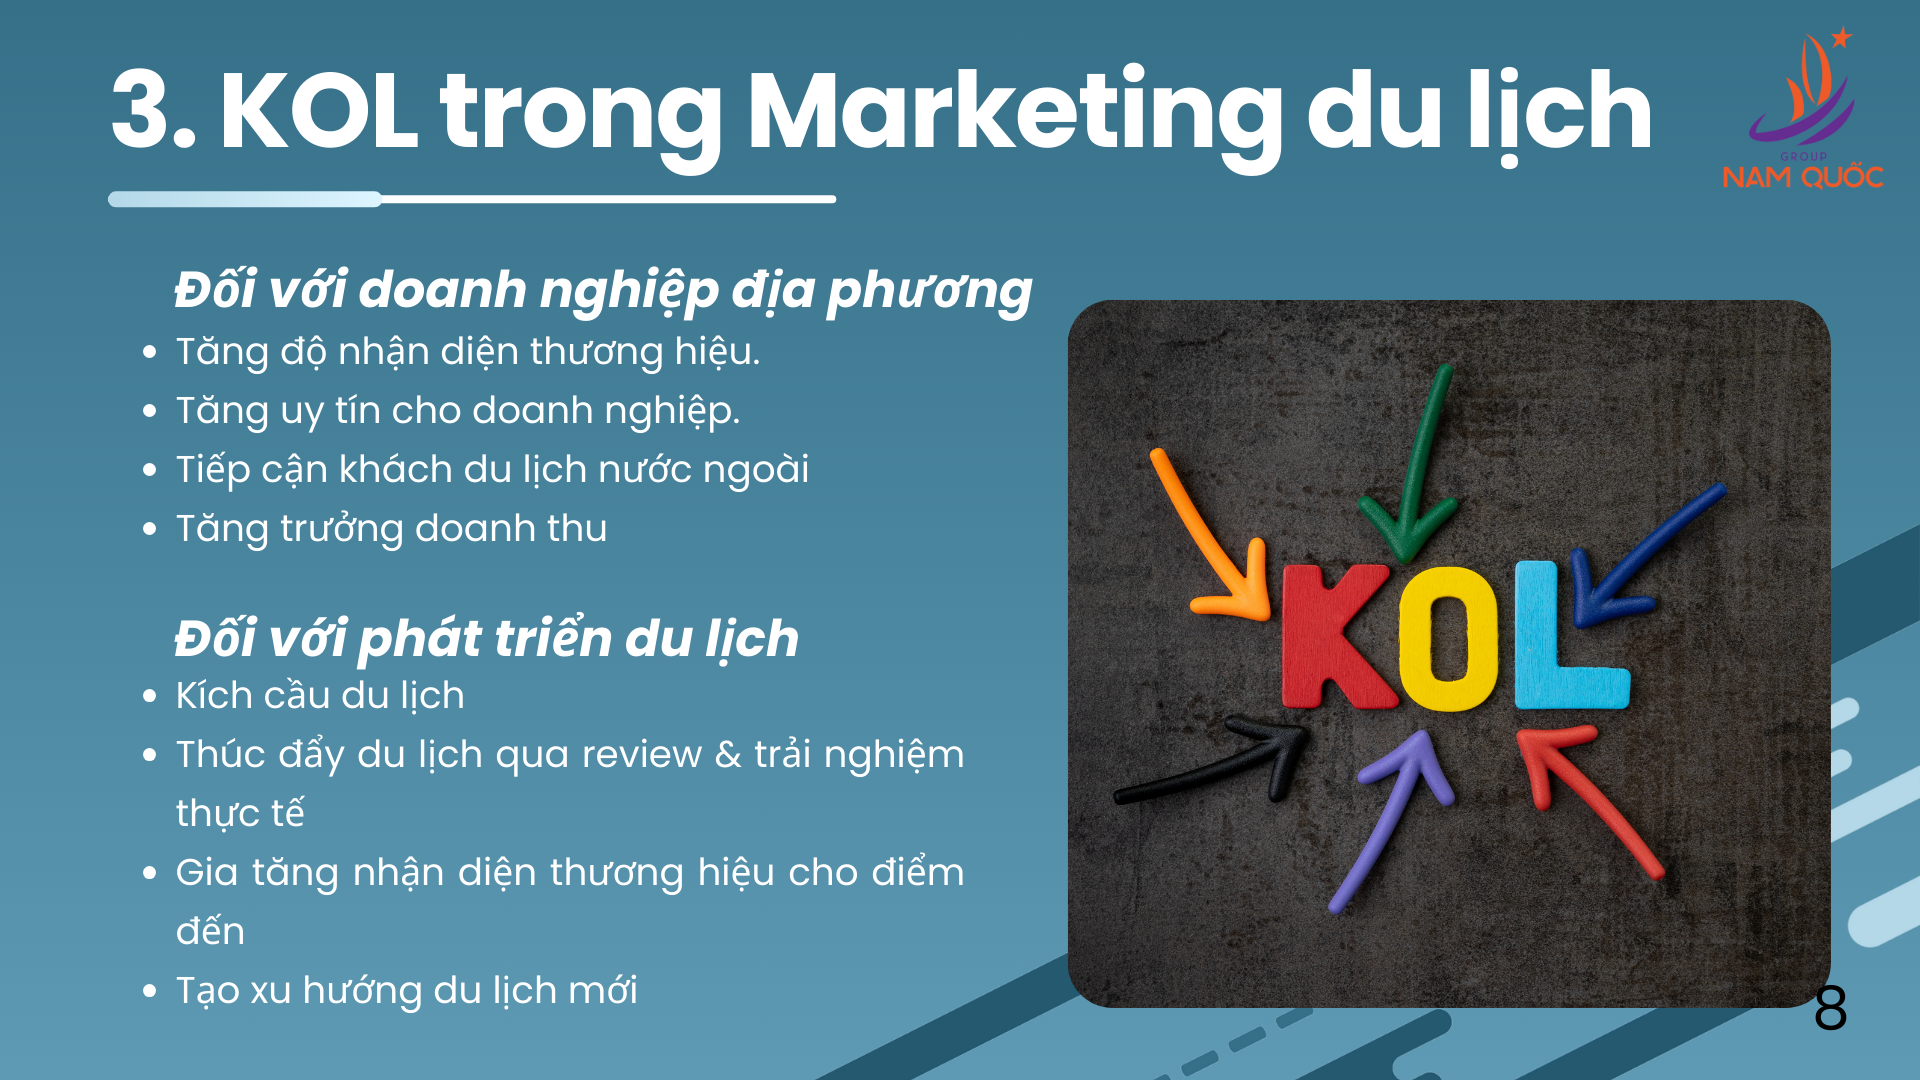 3. KOL trong Marketing du lịch
GROUP
NAM QUỐC
Đối với doanh nghiệp địa phương
• Tăng độ nhận diện thương hiệu.
• Tăng uy tín cho doanh nghiệp.
• Tiếp cận khách du lịch nước ngoài
• Tăng trưởng doanh thu
Đối với phát triển du lịch
• Kích cầu du lịch
• Thúc đẩy du lịch qua review & trải nghiệm
thực tế
• Gia tăng nhận diện thương hiệu cho điểm
đến
• Tạo xu hướng du lịch mới
KOL
8